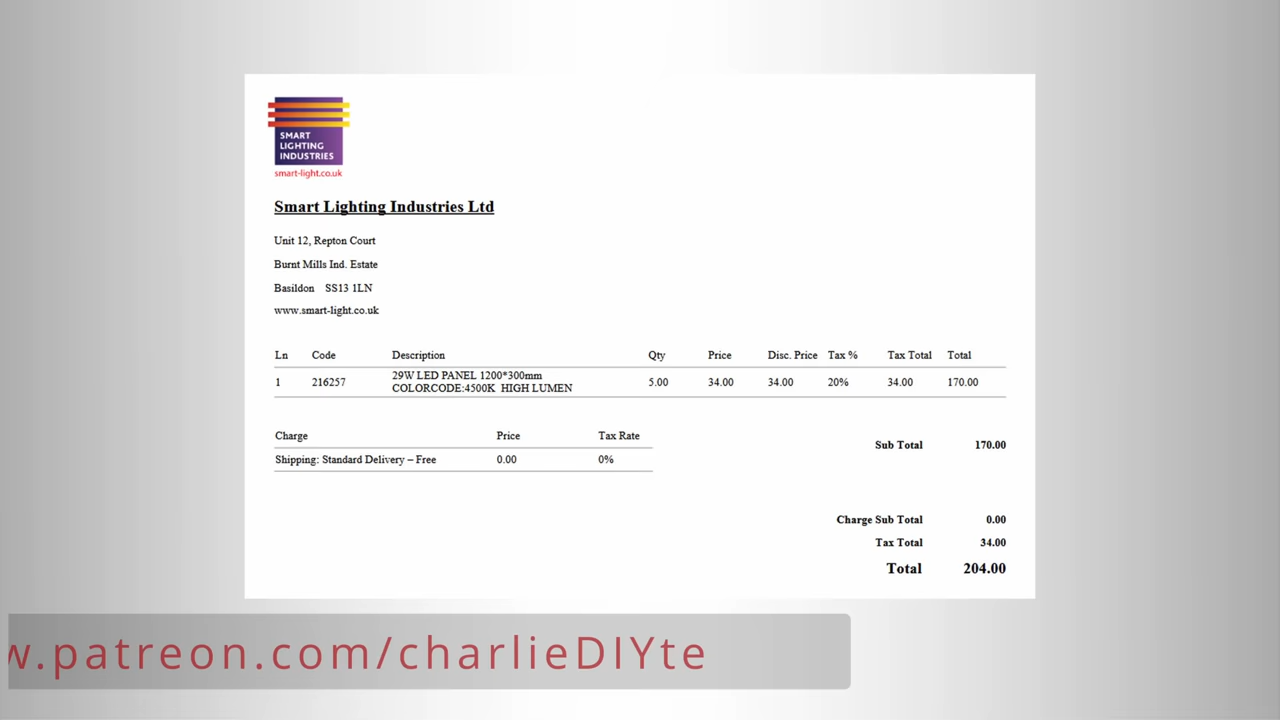 SMART
LIGHTING
INDUSTRIES
smart-light.co.uk
Smart Lighting Industries Ltd
Unit 12, Repton Court
Burnt Mills Ind. Estate
Basildon SS13 1LN
www.smart-light.co.uk
Ln Code Description Qty Price Disc. Price Tax % Tax Total Total
1 216257 29W LED PANEL 1200*300mm 5.00 34.00 34.00 20% 34.00 170.00
COLORCODE:4500K HIGH LUMEN
Charge Price Tax Rate
Shipping: Standard Delivery – Free 0.00 0%
Sub Total 170.00
Charge Sub Total 0.00
Tax Total 34.00
Total 204.00
w.patreon.com/charlieDIYte